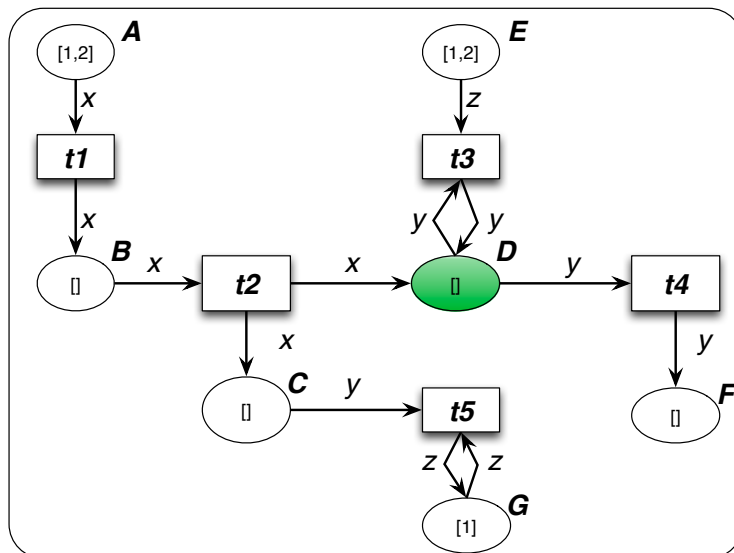 A
E
[1,2]
[1,2]
x
z
t1
t3
x
y
y
B
x
x
D
y
[]
t2
[]
t4
x
y
C
y
F
[]
t5
[]
z
z
G
[1]